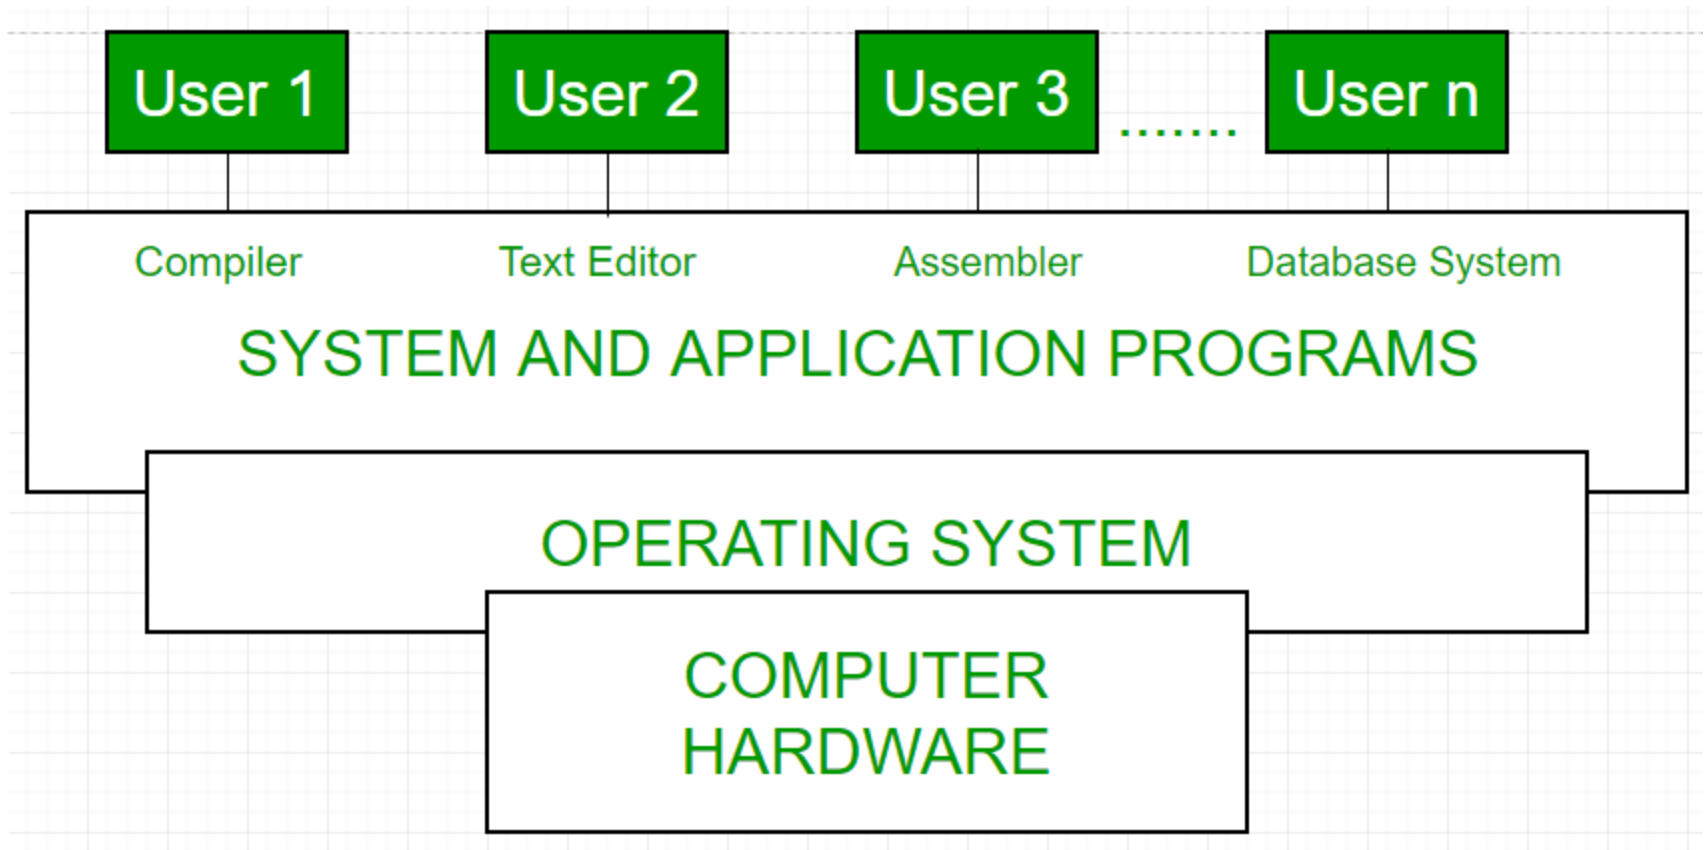 User 1 User 2 User 3 ....... User n
Compiler Text Editor Assembler Database System
SYSTEM AND APPLICATION PROGRAMS
OPERATING SYSTEM
COMPUTER
HARDWARE